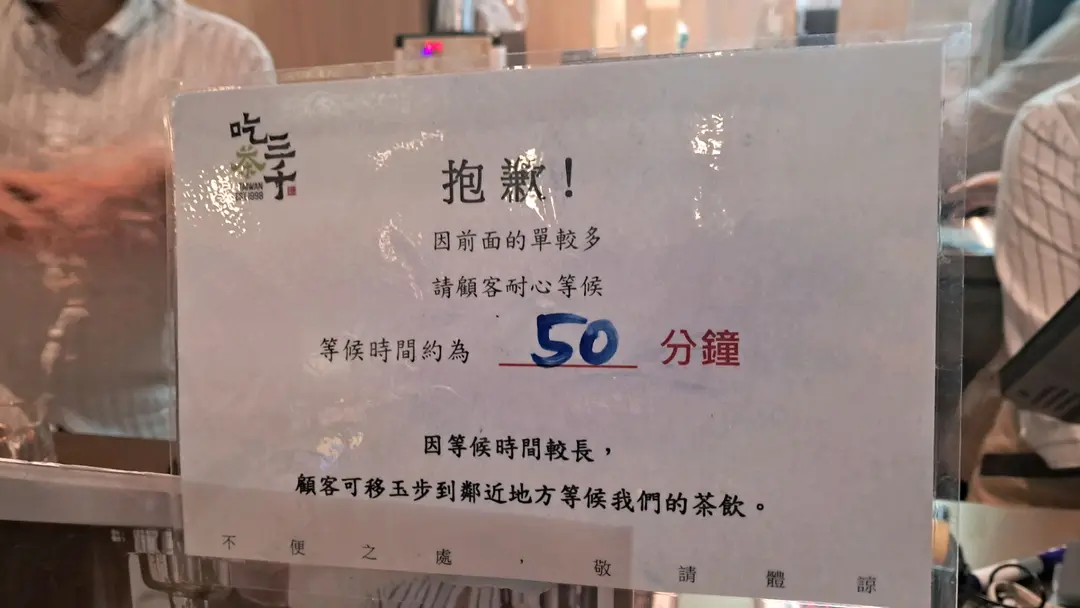 吃茶三千
TAIWAN
EST.1998
抱歉!
因前面的單較多
請顧客耐心等候
等候時間約為 50 分鐘
因等候時間較長，
顧客可移玉步到鄰近地方等候我們的茶飲。
不便之處，敬請體諒